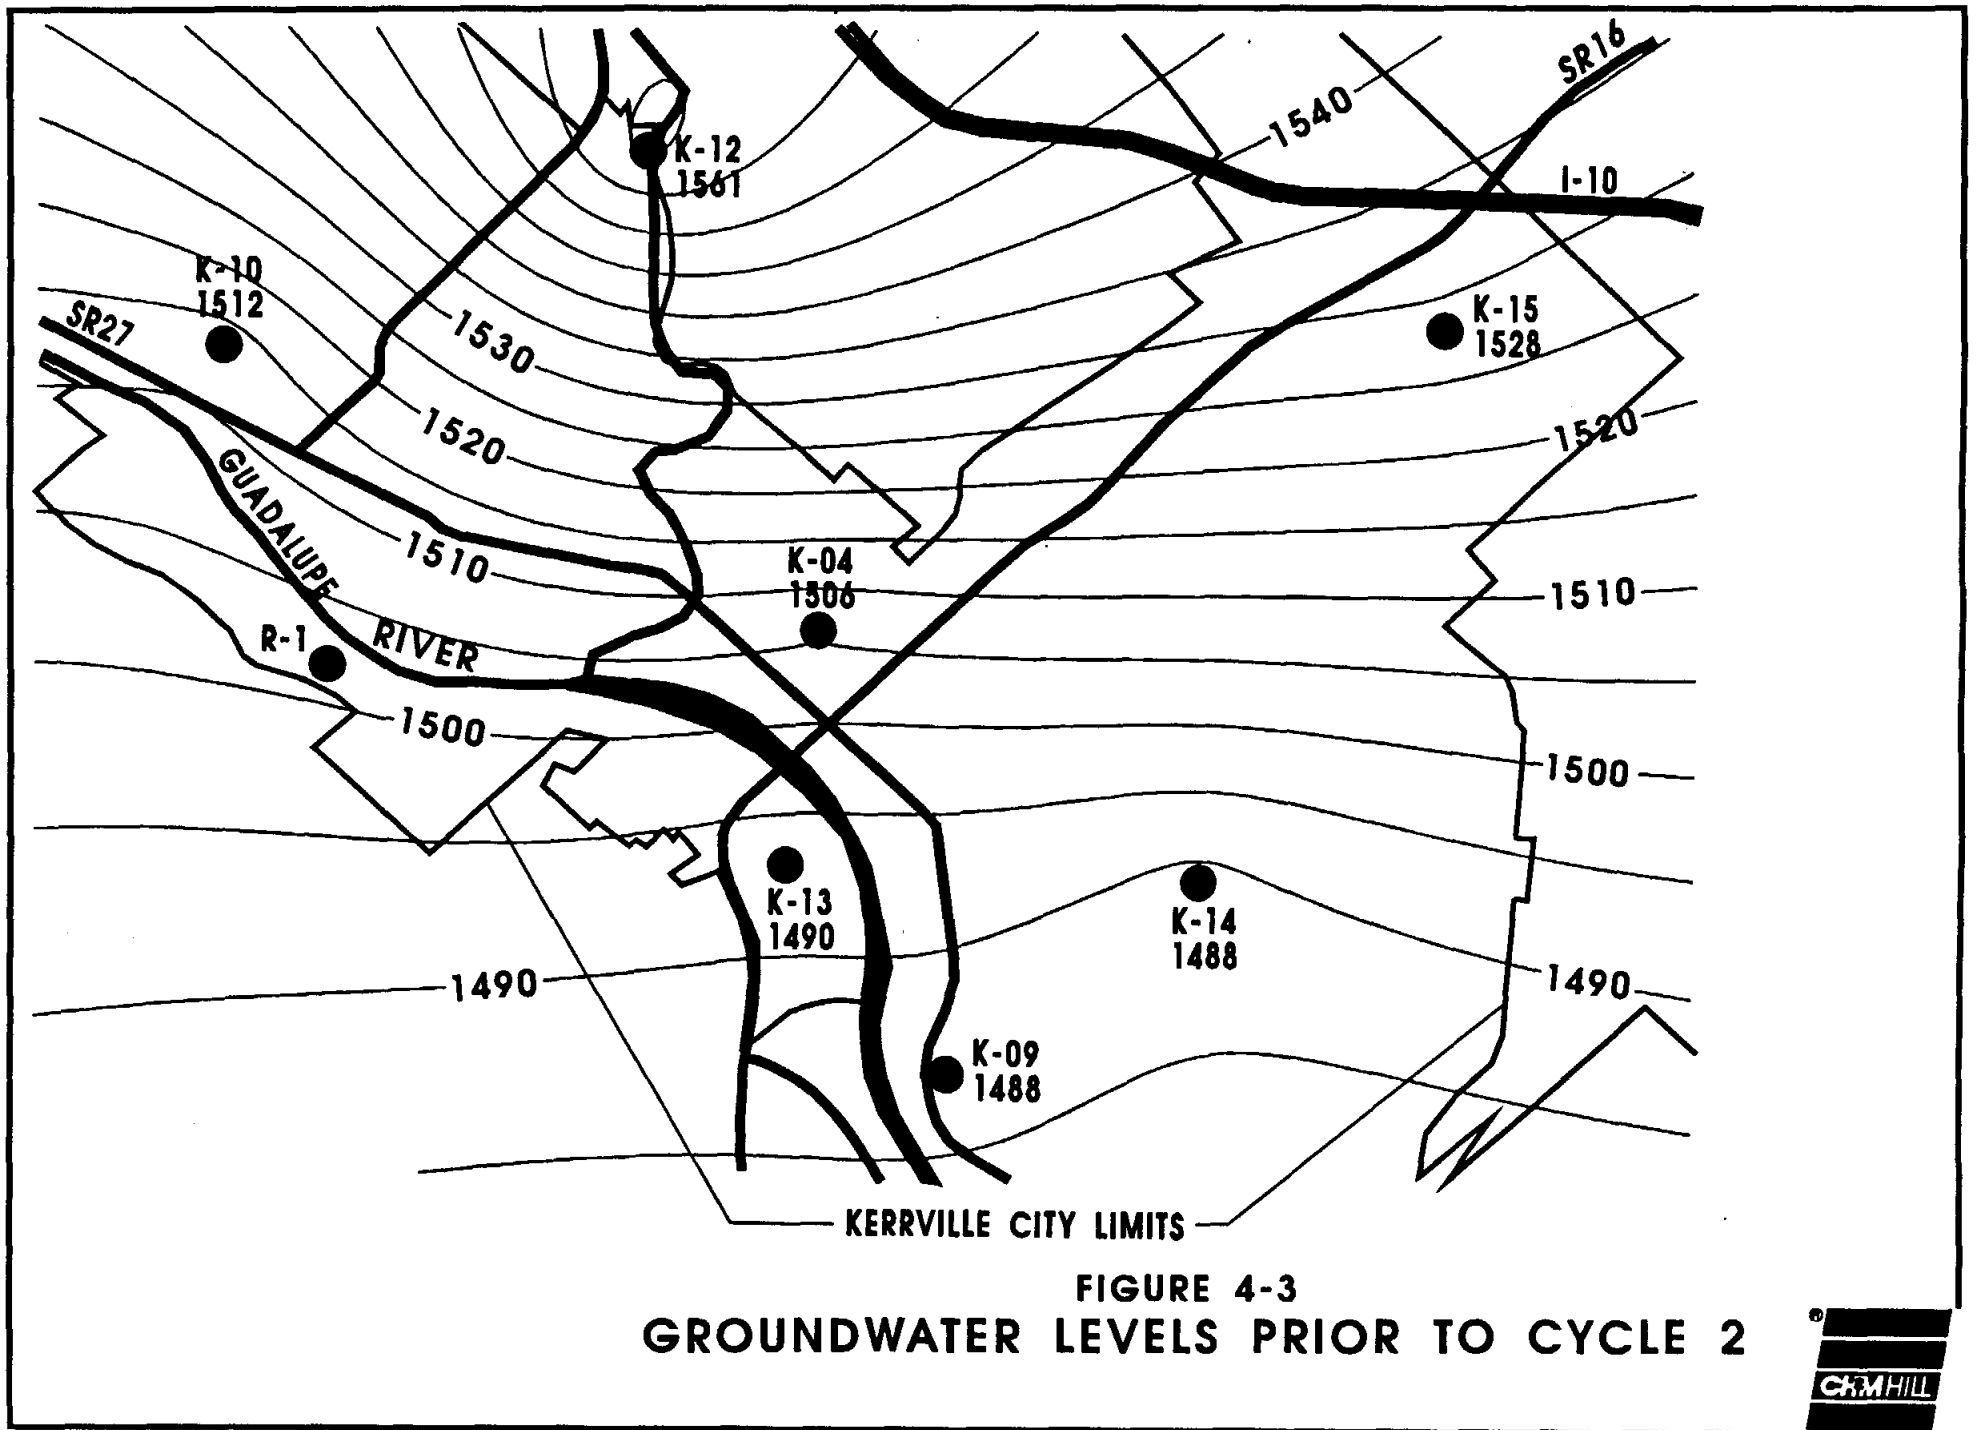 SR16
1540
K-12
1561
I-10
K-10
1512
SR27
1530
K-15
1528
1520
1520
GUADALUPE
RIVER
1510
K-04
1506
1510
R-1
1500
1500
K-13
1490
K-14
1488
1490
1490
K-09
1488
KERRVILLE CITY LIMITS
FIGURE 4-3
GROUNDWATER LEVELS PRIOR TO CYCLE 2
®
CH2M HILL